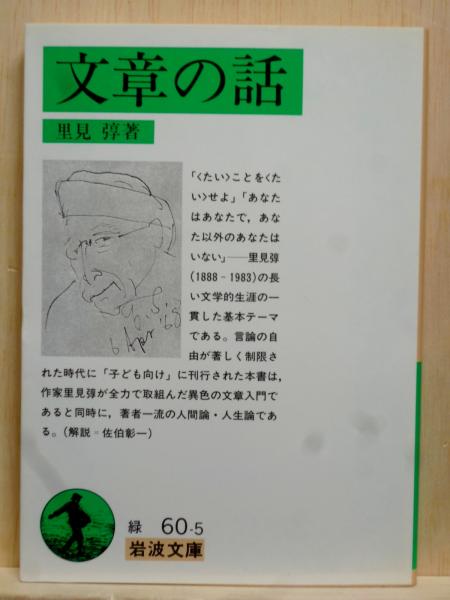 文章の話
里見 弴著
「〈たい〉ことを〈た
い〉せよ」「あなた
はあなたで，あな
た以外のあなたは
いない」──里見弴
(1888‐1983)の長
い文学的生涯の一
貫した基本テーマ
である。言論の自
由が著しく制限さ
れた時代に「子ども向け」に刊行された本書は，
作家里見弴が全力で取組んだ異色の文章入門で
あると同時に，著者一流の人間論・人生論であ
る。（解説＝佐伯彰一）
6 Apr '68
緑 60-5
岩波文庫